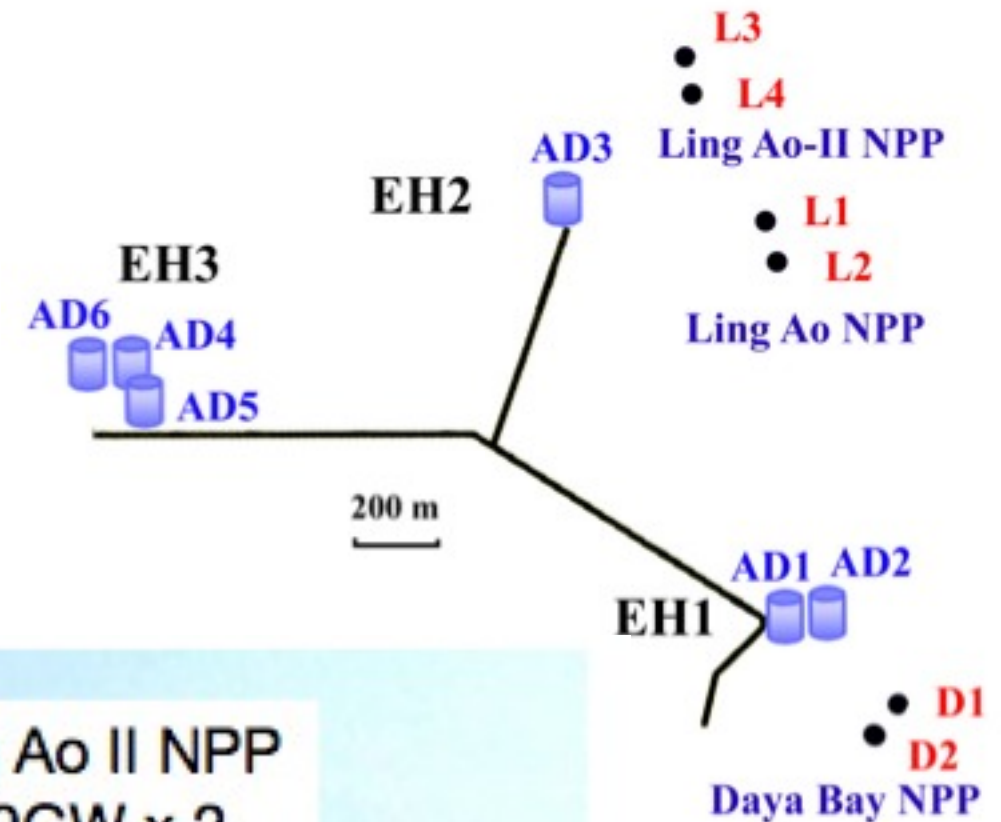 L3
L4
Ling Ao-II NPP
AD3
EH2
L1
L2
Ling Ao NPP
EH3
AD6
AD4
AD5
200 m
AD1 AD2
EH1
D1
D2
Daya Bay NPP
Ao II NPP